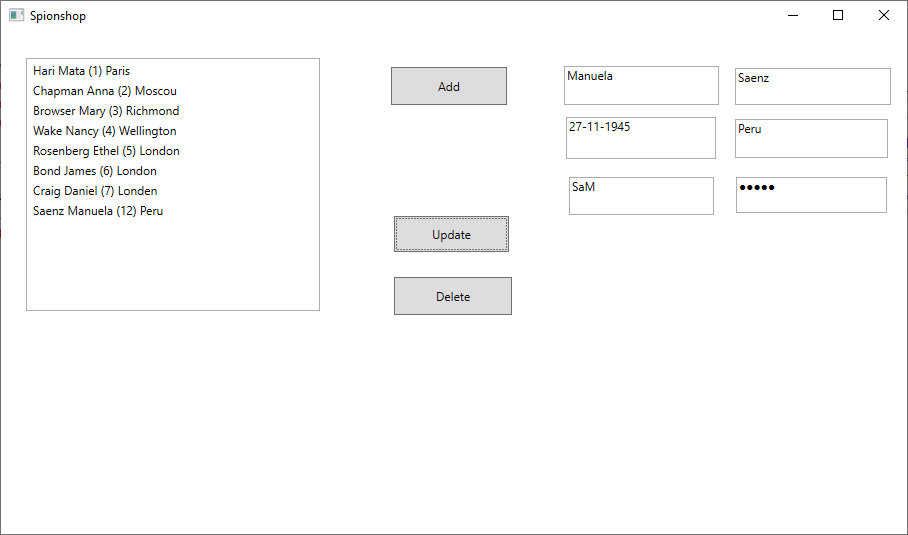 Spionshop
Hari Mata (1) Paris
Chapman Anna (2) Moscou
Browser Mary (3) Richmond
Wake Nancy (4) Wellington
Rosenberg Ethel (5) London
Bond James (6) London
Craig Daniel (7) Londen
Saenz Manuela (12) Peru
Add
Update
Delete
Manuela
Saenz
27-11-1945
Peru
SaM
●●●●●